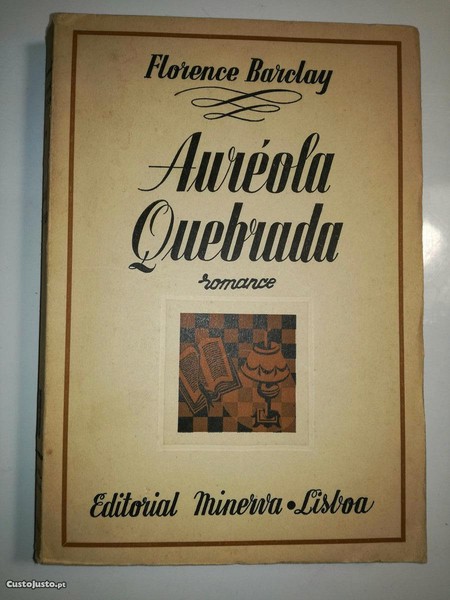 Florence Barclay
Auréola
Quebrada
romance
Editorial Minerva • Lisboa
CustoJusto.pt